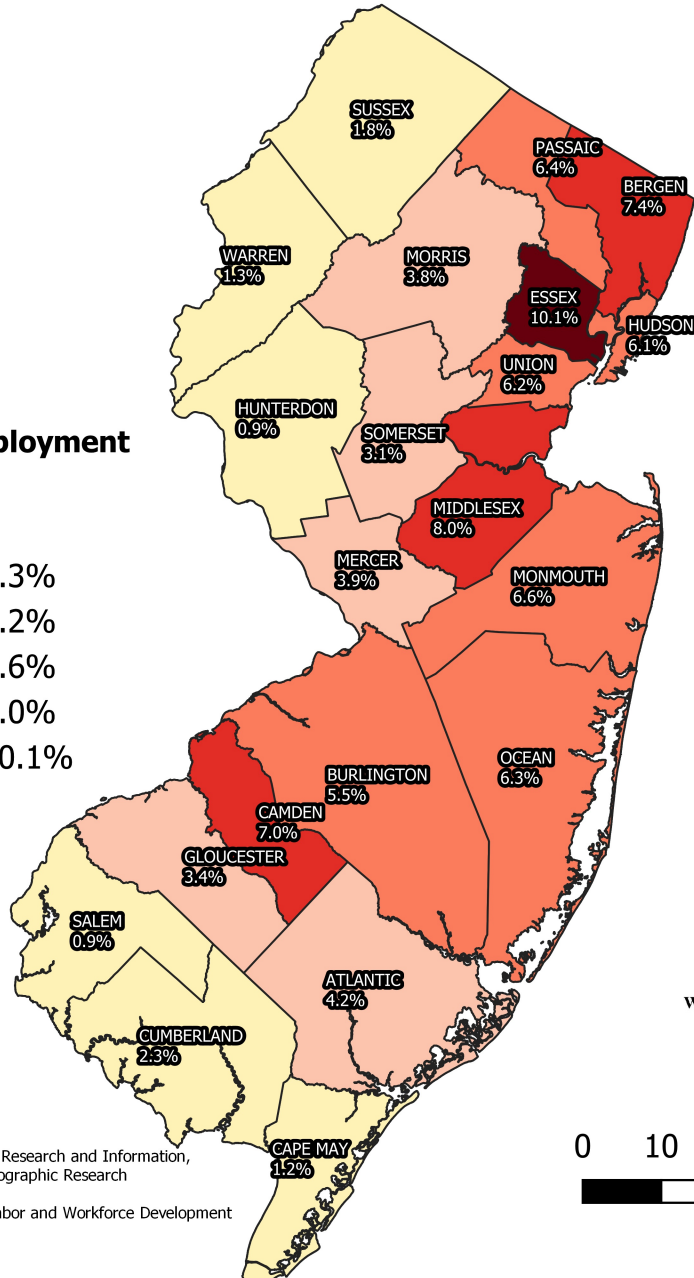 SUSSEX
1.8%
PASSAIC
6.4%
BERGEN
7.4%
WARREN
1.3%
MORRIS
3.8%
ESSEX
10.1%
HUDSON
6.1%
UNION
6.2%
HUNTERDON
0.9%
SOMERSET
3.1%
ployment
MIDDLESEX
8.0%
MERCER
3.9%
MONMOUTH
6.6%
.3%
.2%
.6%
.0%
0.1%
OCEAN
6.3%
BURLINGTON
5.5%
CAMDEN
7.0%
GLOUCESTER
3.4%
SALEM
0.9%
ATLANTIC
4.2%
W
CUMBERLAND
2.3%
CAPE MAY
1.2%
0 10
Research and Information,
ographic Research
abor and Workforce Development